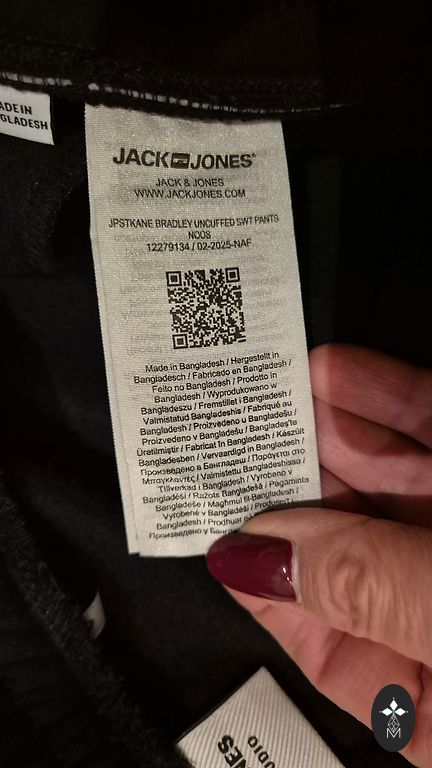 MADE IN
BANGLADESH
JACK JONES®
JACK & JONES
WWW.JACKJONES.COM
JPSTKANE BRADLEY UNCUFFED SWT PANTS
NOOS
12279134 / 02-2025-NAF
Made in Bangladesh / Hergestellt in
Bangladesch / Fabricado en Bangladesh /
Feito no Bangladesh / Prodotto in
Bangladesh / Wyprodukowano w
Bangladeszu / Fremstillet i Bangladesh /
Valmistatud Bangladeshis / Fabriqué au
Bangladesh / Proizvedeno u Bangladešu /
Proizvedeno v Bangladešu / Bangladeş'te
Üretilmiştir / Fabricat în Bangladesh / Készült
Bangladesben / Vervaardigd in Bangladesh /
Произведено в Бангладеш / Παράγεται στο
Μπαγκλαντές / Valmistettu Bangladeshissa /
Tillverkad i Bangladesh / Vyrobeno v
Bangladéši / Ražots Bangladešā / Pagaminta
Bangladeše / Magħmul fil-Bangladesh /
Vyrobené v Bangladéši / Produsert i
Bangladesh / Prodhuar
Произведено у
NES
UDIO
M